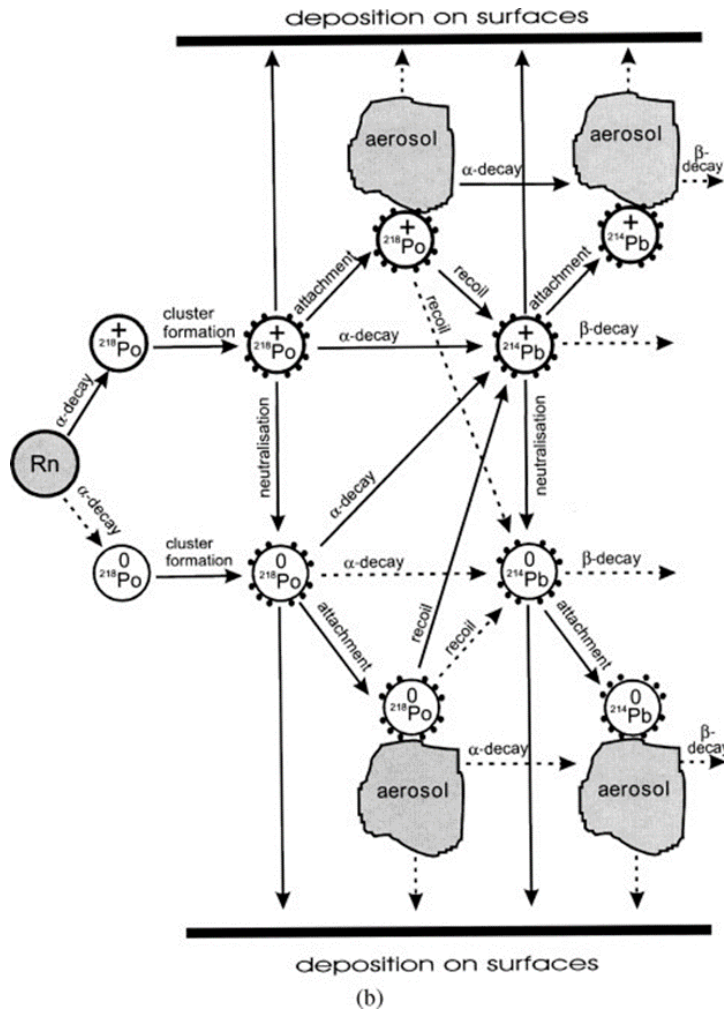 deposition on surfaces
aerosol
aerosol
β-
decay
α-decay
+
²¹⁸Po
+
²¹⁴Pb
attachment
recoil
attachment
recoil
cluster
formation
+
²¹⁸Po
+
²¹⁸Po
α-decay
+
²¹⁴Pb
β-decay
α-decay
neutralisation
neutralisation
Rn
α-decay
α-decay
cluster
formation
0
²¹⁸Po
0
²¹⁸Po
α-decay
0
²¹⁴Pb
β-decay
attachment
recoil
recoil
attachment
0
²¹⁸Po
0
²¹⁴Pb
α-decay
β-
decay
aerosol
aerosol
deposition on surfaces
(b)